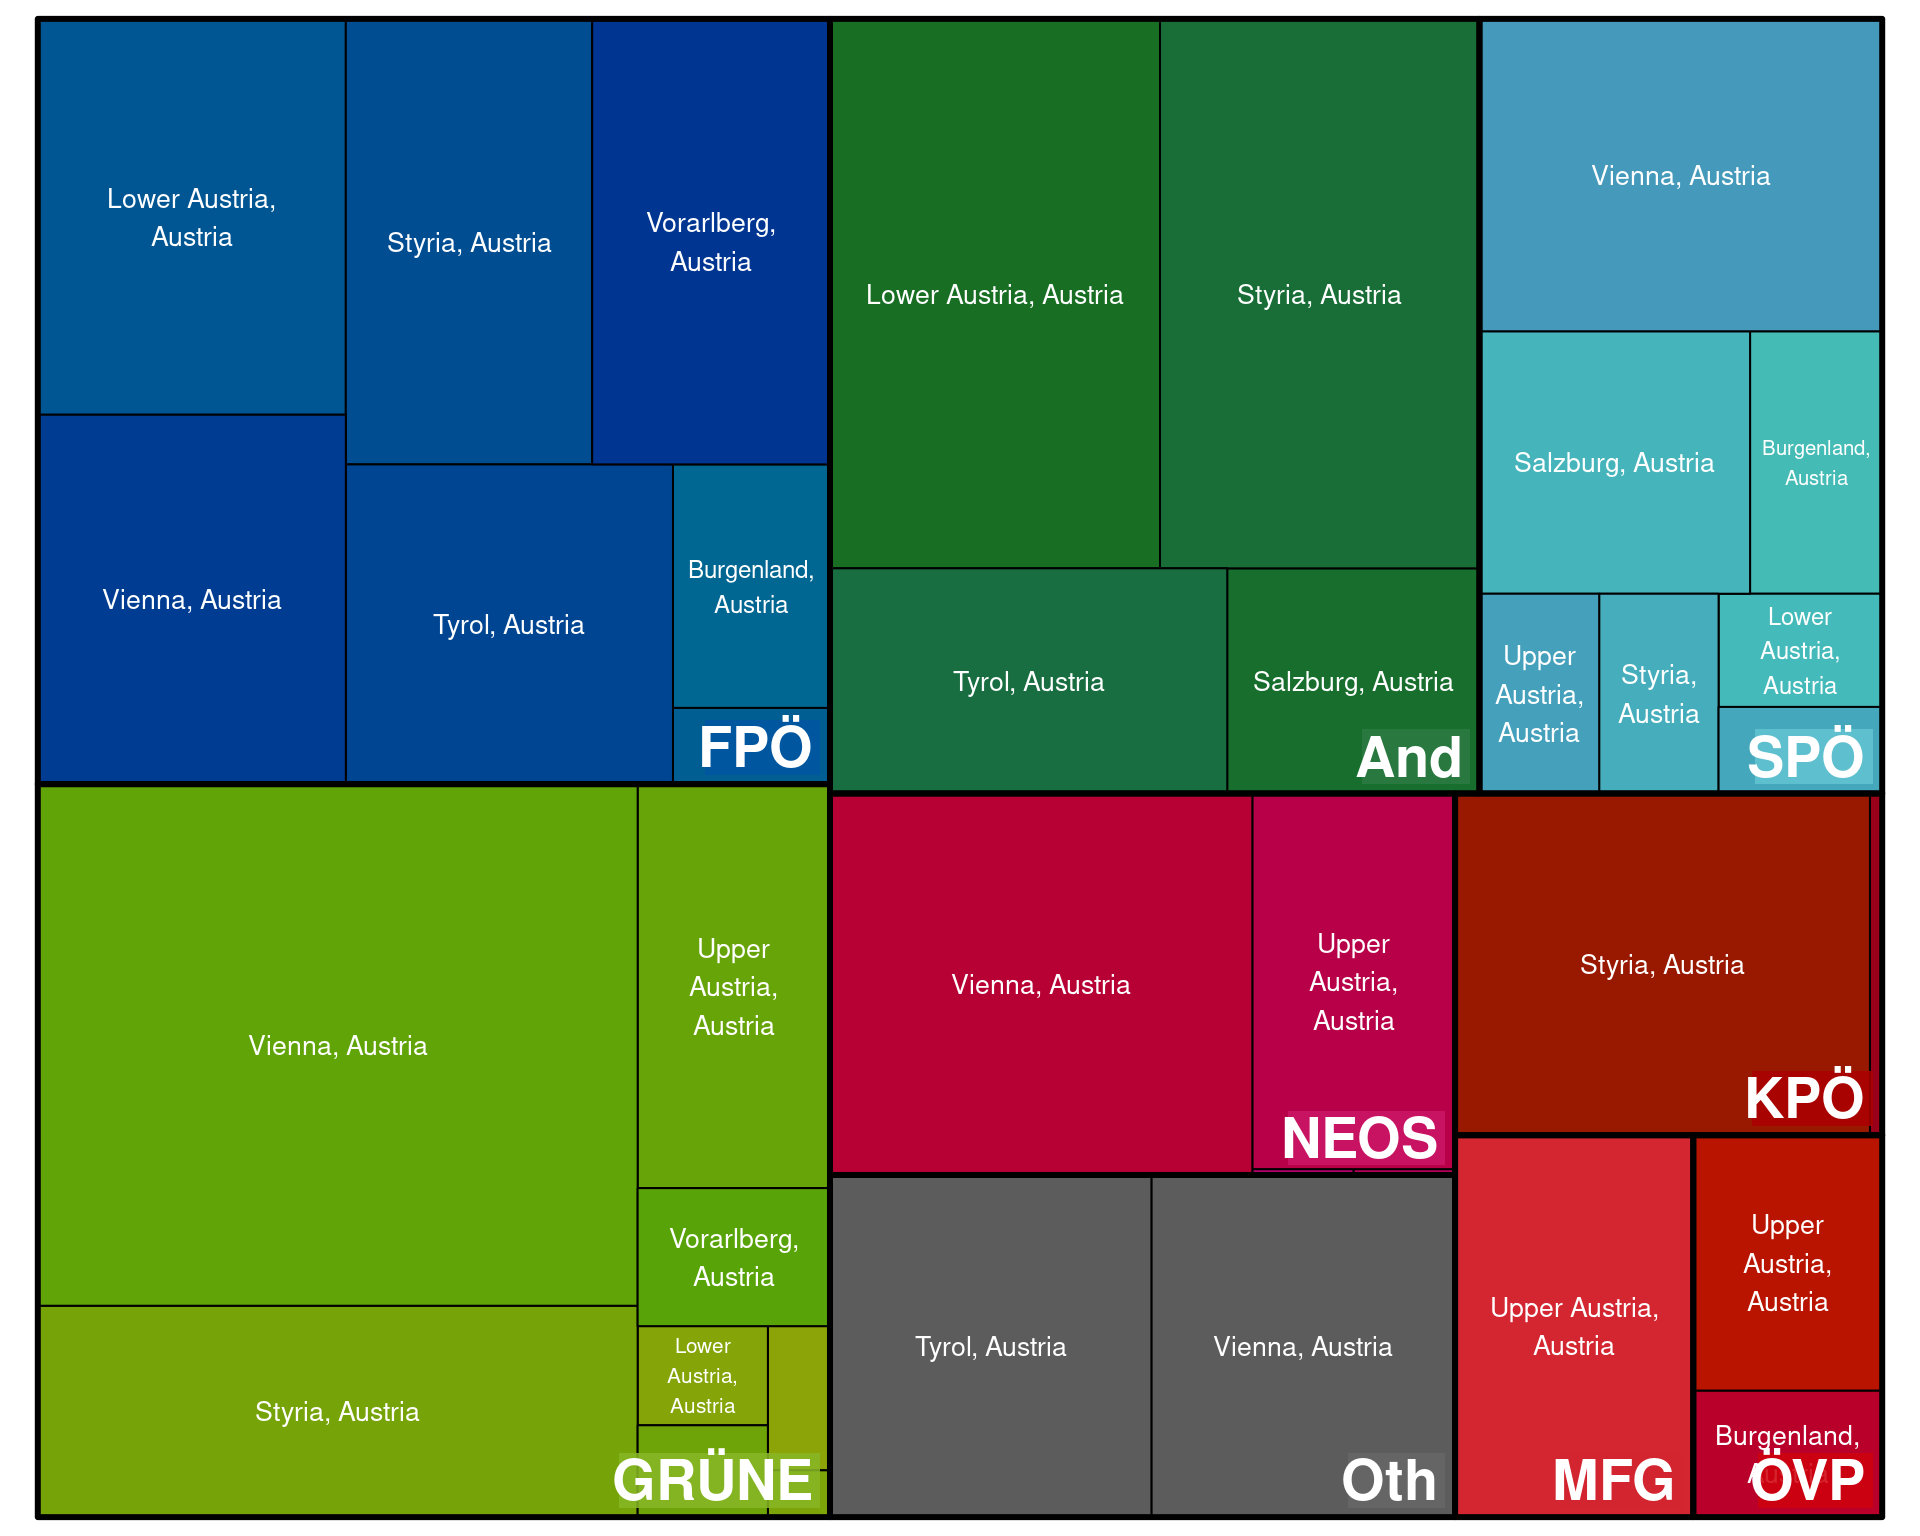 Lower Austria,
Austria
Styria, Austria
Vorarlberg,
Austria
Vienna, Austria
Tyrol, Austria
Burgenland,
Austria
FPÖ
Lower Austria, Austria
Styria, Austria
Tyrol, Austria
Salzburg, Austria
And
Vienna, Austria
Salzburg, Austria
Burgenland,
Austria
Upper
Austria,
Austria
Styria,
Austria
Lower
Austria,
Austria
SPÖ
Vienna, Austria
Upper
Austria,
Austria
Vorarlberg,
Austria
Styria, Austria
Lower
Austria,
Austria
GRÜNE
Vienna, Austria
Upper
Austria,
Austria
NEOS
Styria, Austria
KPÖ
Tyrol, Austria
Vienna, Austria
Oth
Upper Austria,
Austria
MFG
Upper
Austria,
Austria
Burgenland,
ÖVP